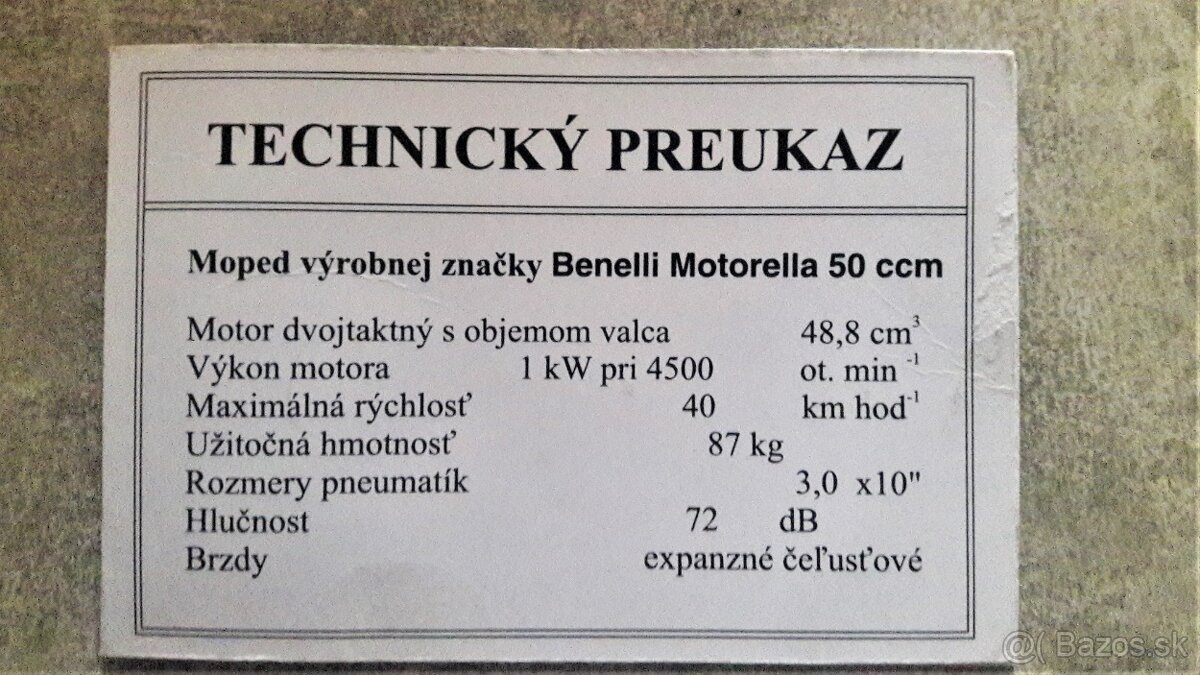 TECHNICKÝ PREUKAZ
Moped výrobnej značky Benelli Motorella 50 ccm
Motor dvojtaktný s objemom valca 48,8 cm³
Výkon motora 1 kW pri 4500 ot. min ⁻¹
Maximálná rýchlosť 40 km hod⁻¹
Užitočná hmotnosť 87 kg
Rozmery pneumatík 3,0 x10"
Hlučnost 72 dB
Brzdy expanzné čeľusťové
@( Bazos.sk